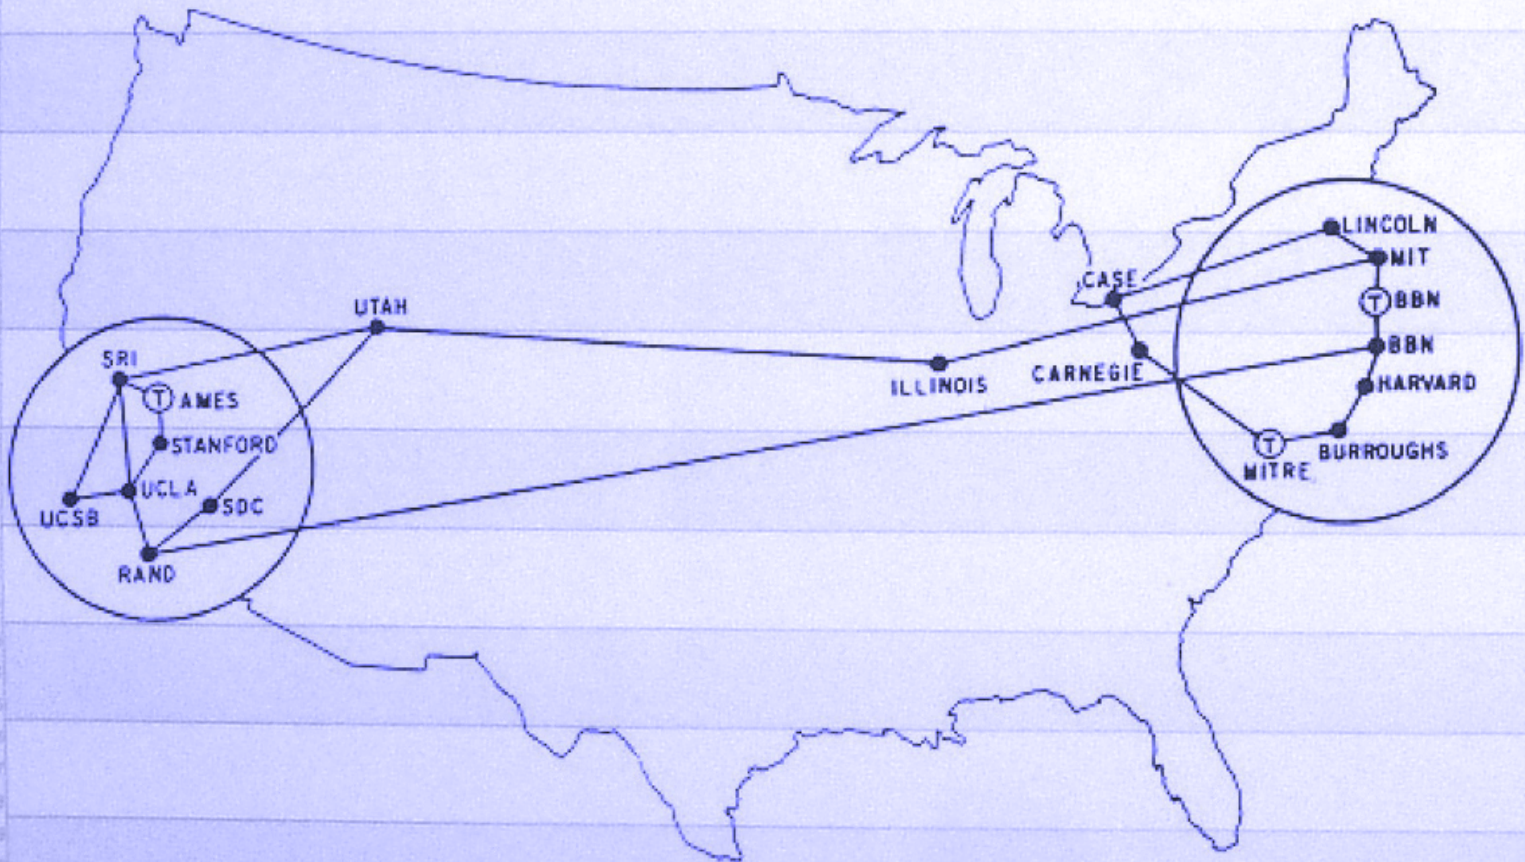 LINCOLN
MIT
T BBN
CASE
UTAH
BBN
SRI
ILLINOIS
CARNEGIE
HARVARD
T AMES
STANFORD
T
BURROUGHS
MITRE
UCLA
SDC
UCSB
RAND